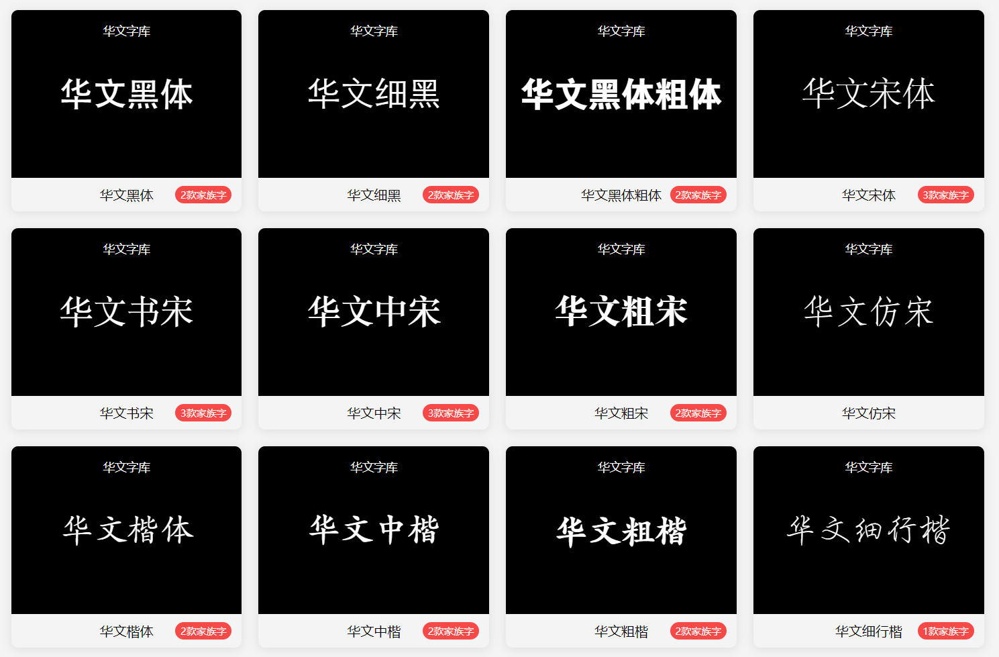 华文字库
华文黑体
华文黑体 2款家族字
华文字库
华文细黑
华文细黑 2款家族字
华文字库
华文黑体粗体
华文黑体粗体 2款家族字
华文字库
华文宋体
华文宋体 3款家族字
华文字库
华文书宋
华文书宋 3款家族字
华文字库
华文中宋
华文中宋 3款家族字
华文字库
华文粗宋
华文粗宋 2款家族字
华文字库
华文仿宋
华文仿宋
华文字库
华文楷体
华文楷体 2款家族字
华文字库
华文中楷
华文中楷 2款家族字
华文字库
华文粗楷
华文粗楷 2款家族字
华文字库
华文细行楷
华文细行楷 1款家族字